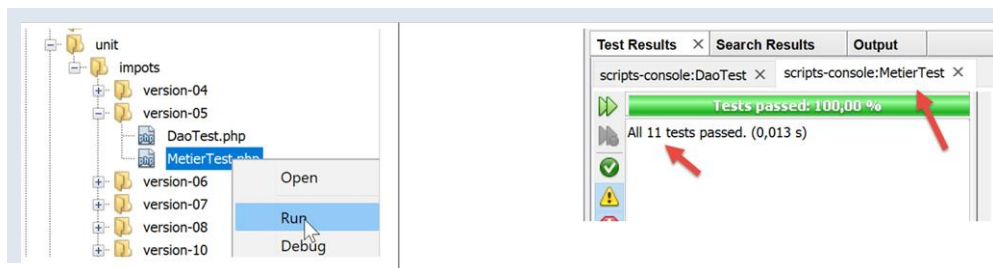 unit
impots
version-04
version-05
DaoTest.php
MetierTest.php
version-06
version-07
version-08
version-10
Open
Run
Debug
Test Results × Search Results Output
scripts-console:DaoTest × scripts-console:MetierTest ×
Tests passed: 100,00 %
All 11 tests passed. (0,013 s)